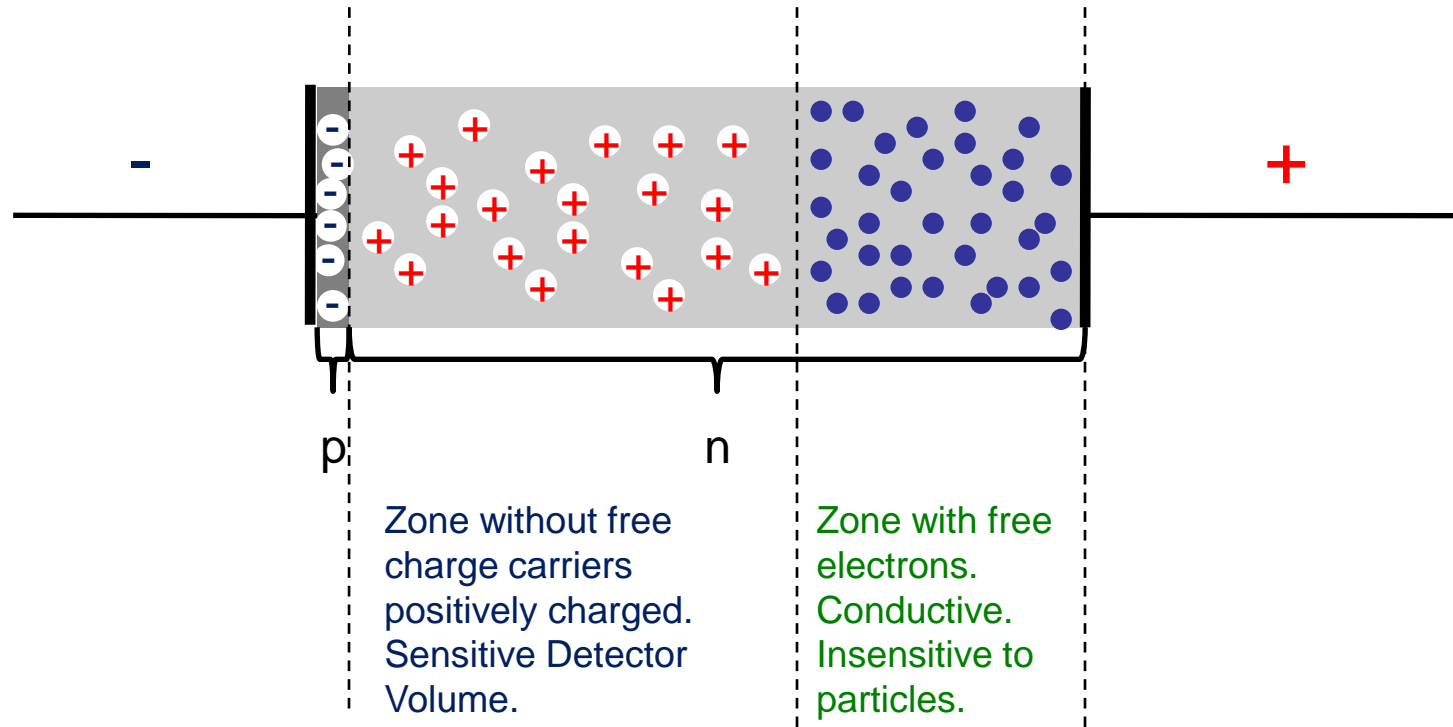 -
+
p
n
Zone without free
charge carriers
positively charged.
Sensitive Detector
Volume.
Zone with free
electrons.
Conductive.
Insensitive to
particles.